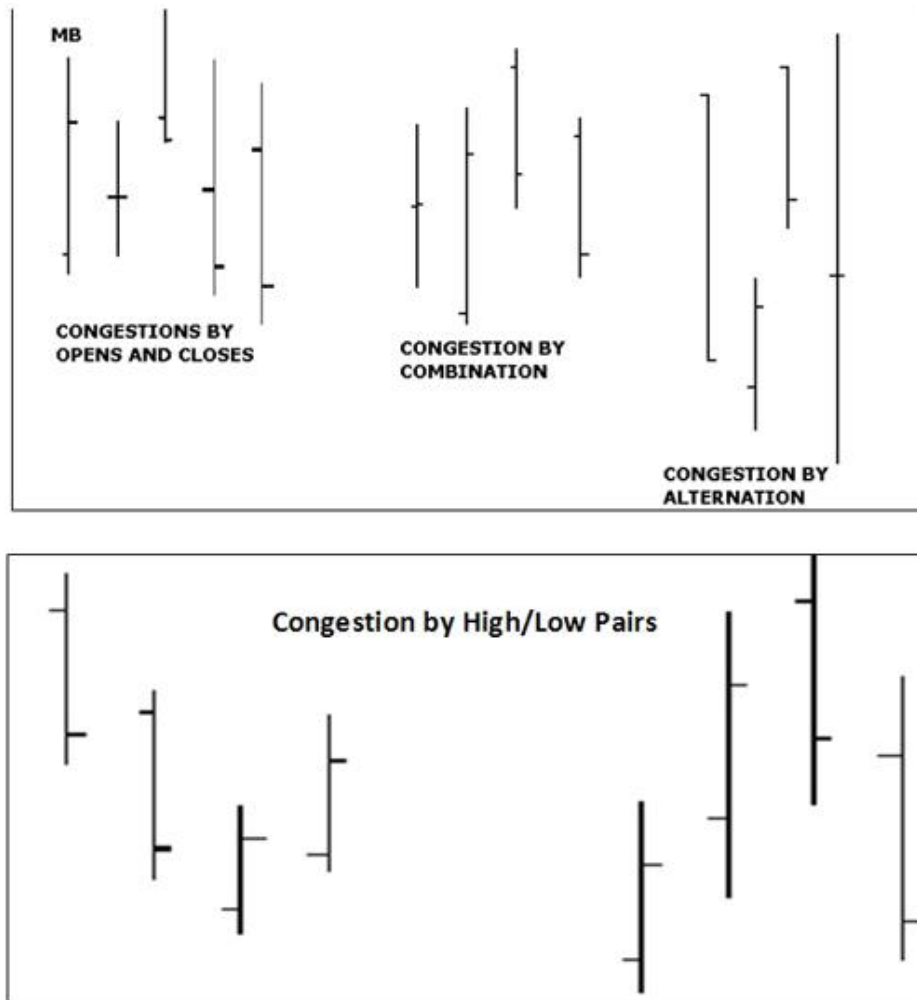 MB
CONGESTIONS BY
OPENS AND CLOSES
CONGESTION BY
COMBINATION
CONGESTION BY
ALTERNATION
Congestion by High/Low Pairs